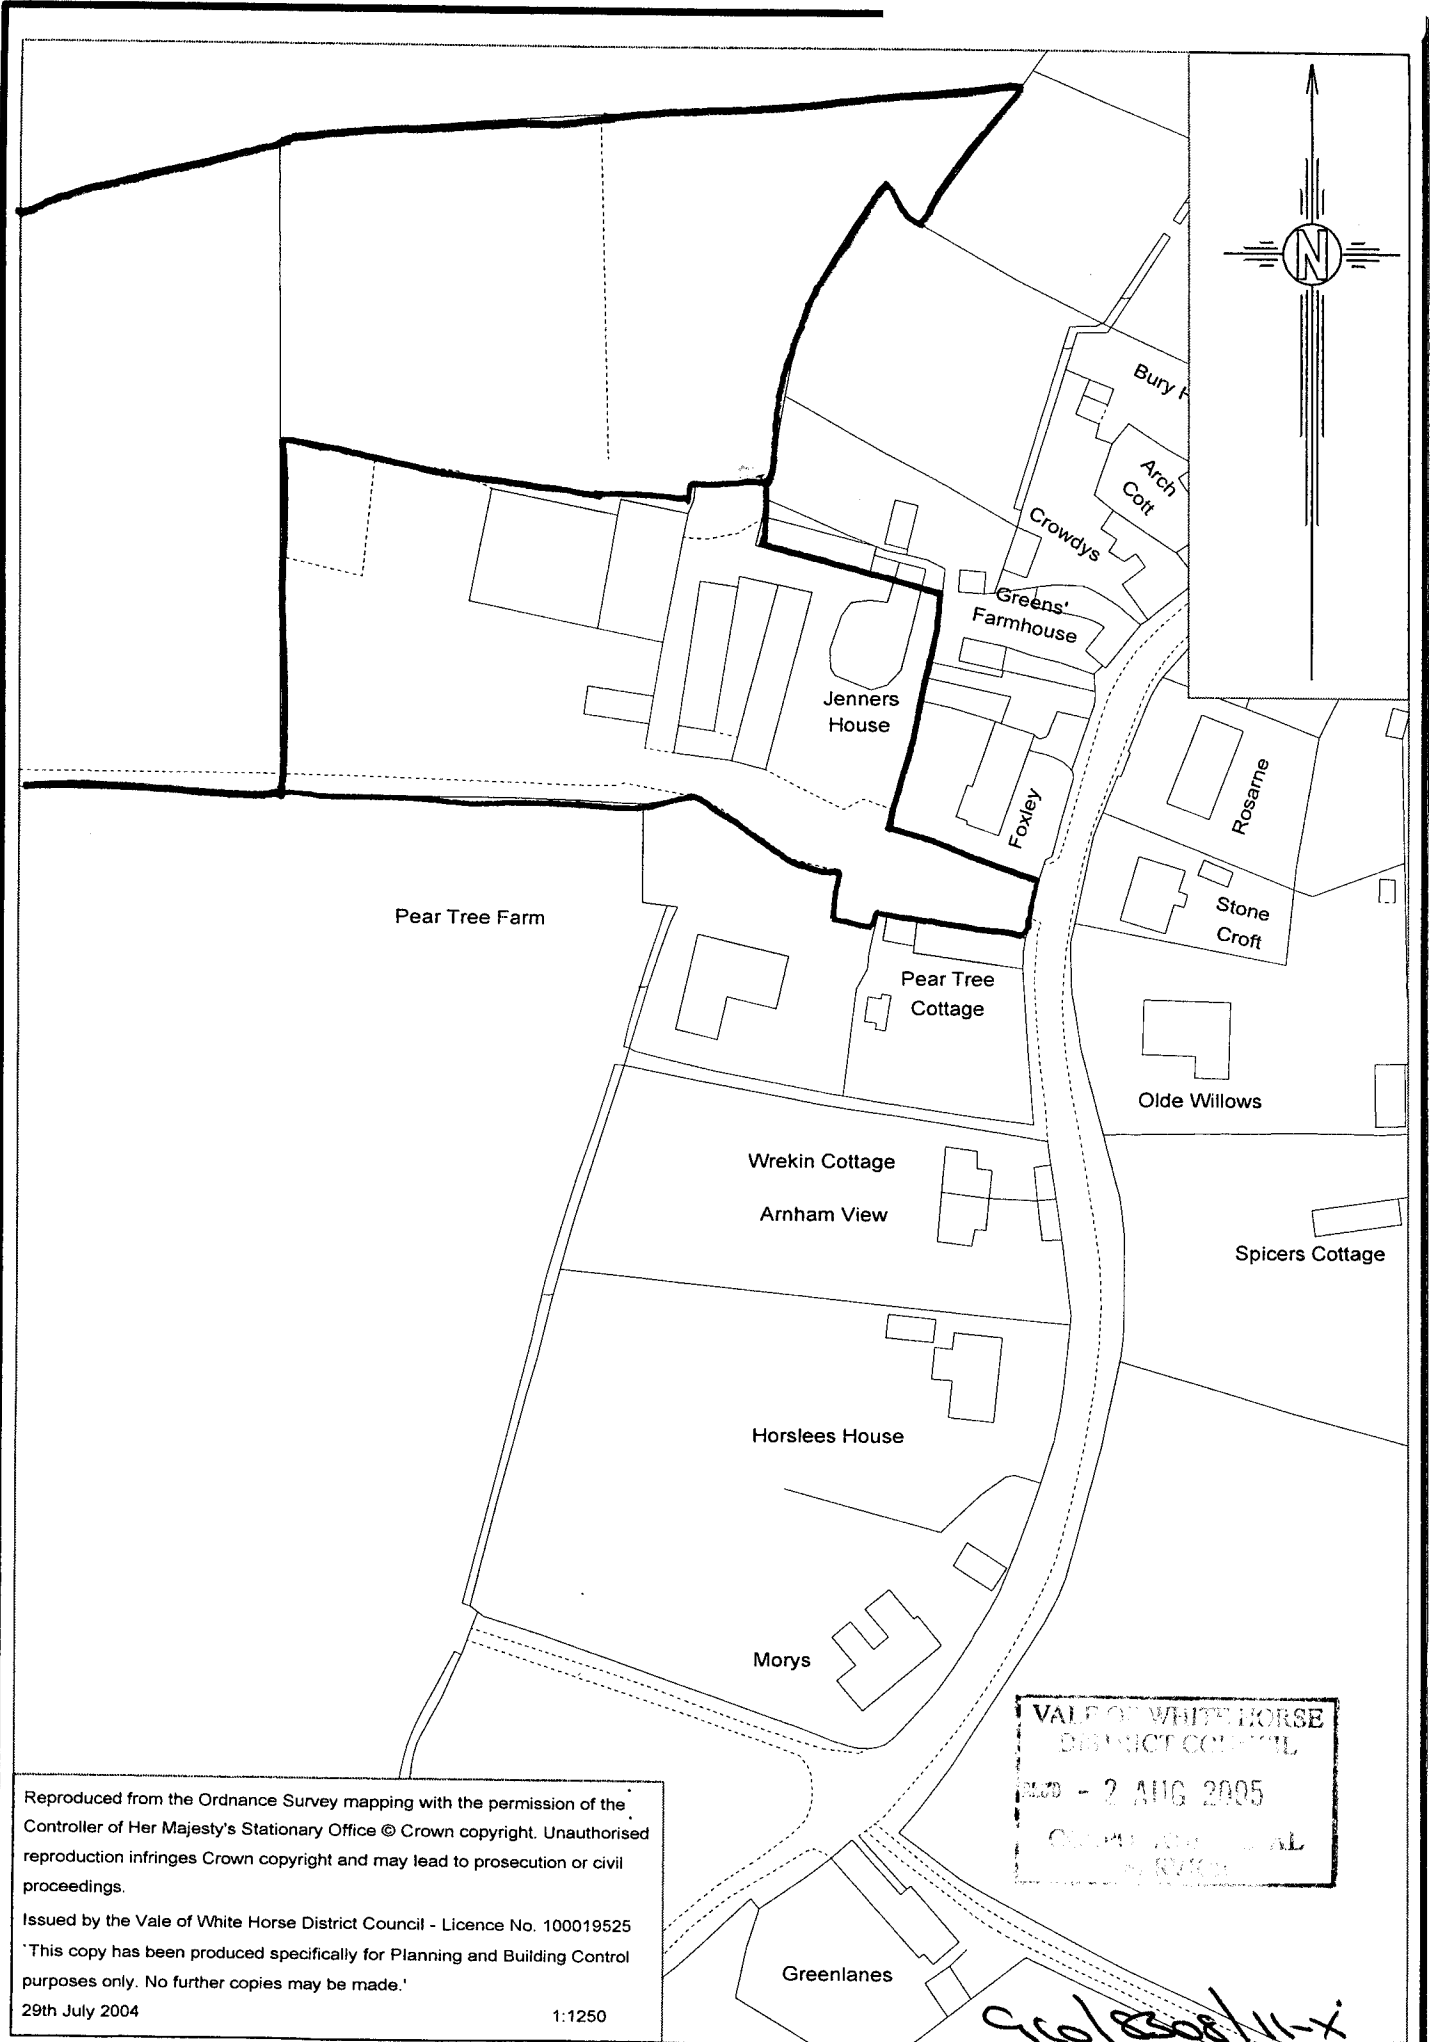 N
Bury
Arch
Cott
Crowdys
Greens'
Farmhouse
Jenners
House
Foxley
Rosarne
Stone
Croft
Pear Tree Farm
Pear Tree
Cottage
Olde Willows
Wrekin Cottage
Arnham View
Spicers Cottage
Horslees House
Morys
VALE OF WHITE HORSE
DISTRICT COUNCIL
- 2 AUG 2005
Reproduced from the Ordnance Survey mapping with the permission of the
Controller of Her Majesty's Stationary Office © Crown copyright. Unauthorised
reproduction infringes Crown copyright and may lead to prosecution or civil
proceedings.
Issued by the Vale of White Horse District Council - Licence No. 100019525
'This copy has been produced specifically for Planning and Building Control
purposes only. No further copies may be made.'
29th July 2004 1:1250
Greenlanes